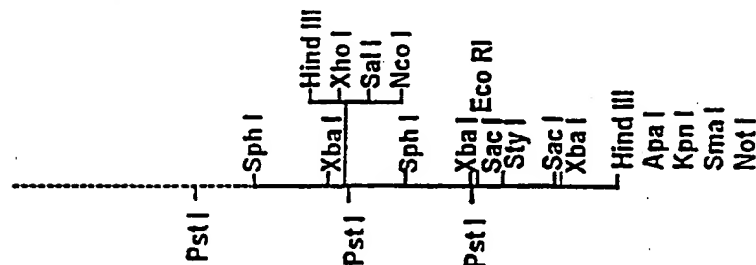 Hind III
Xho I
Sal I
Nco I
Sph I
Xba I
Sph I
Xba I
Eco RI
Sac I
Sty I
Sac I
Xba I
Hind III
Apa I
Kpn I
Sma I
Not I
Pst I
Pst I
Pst I